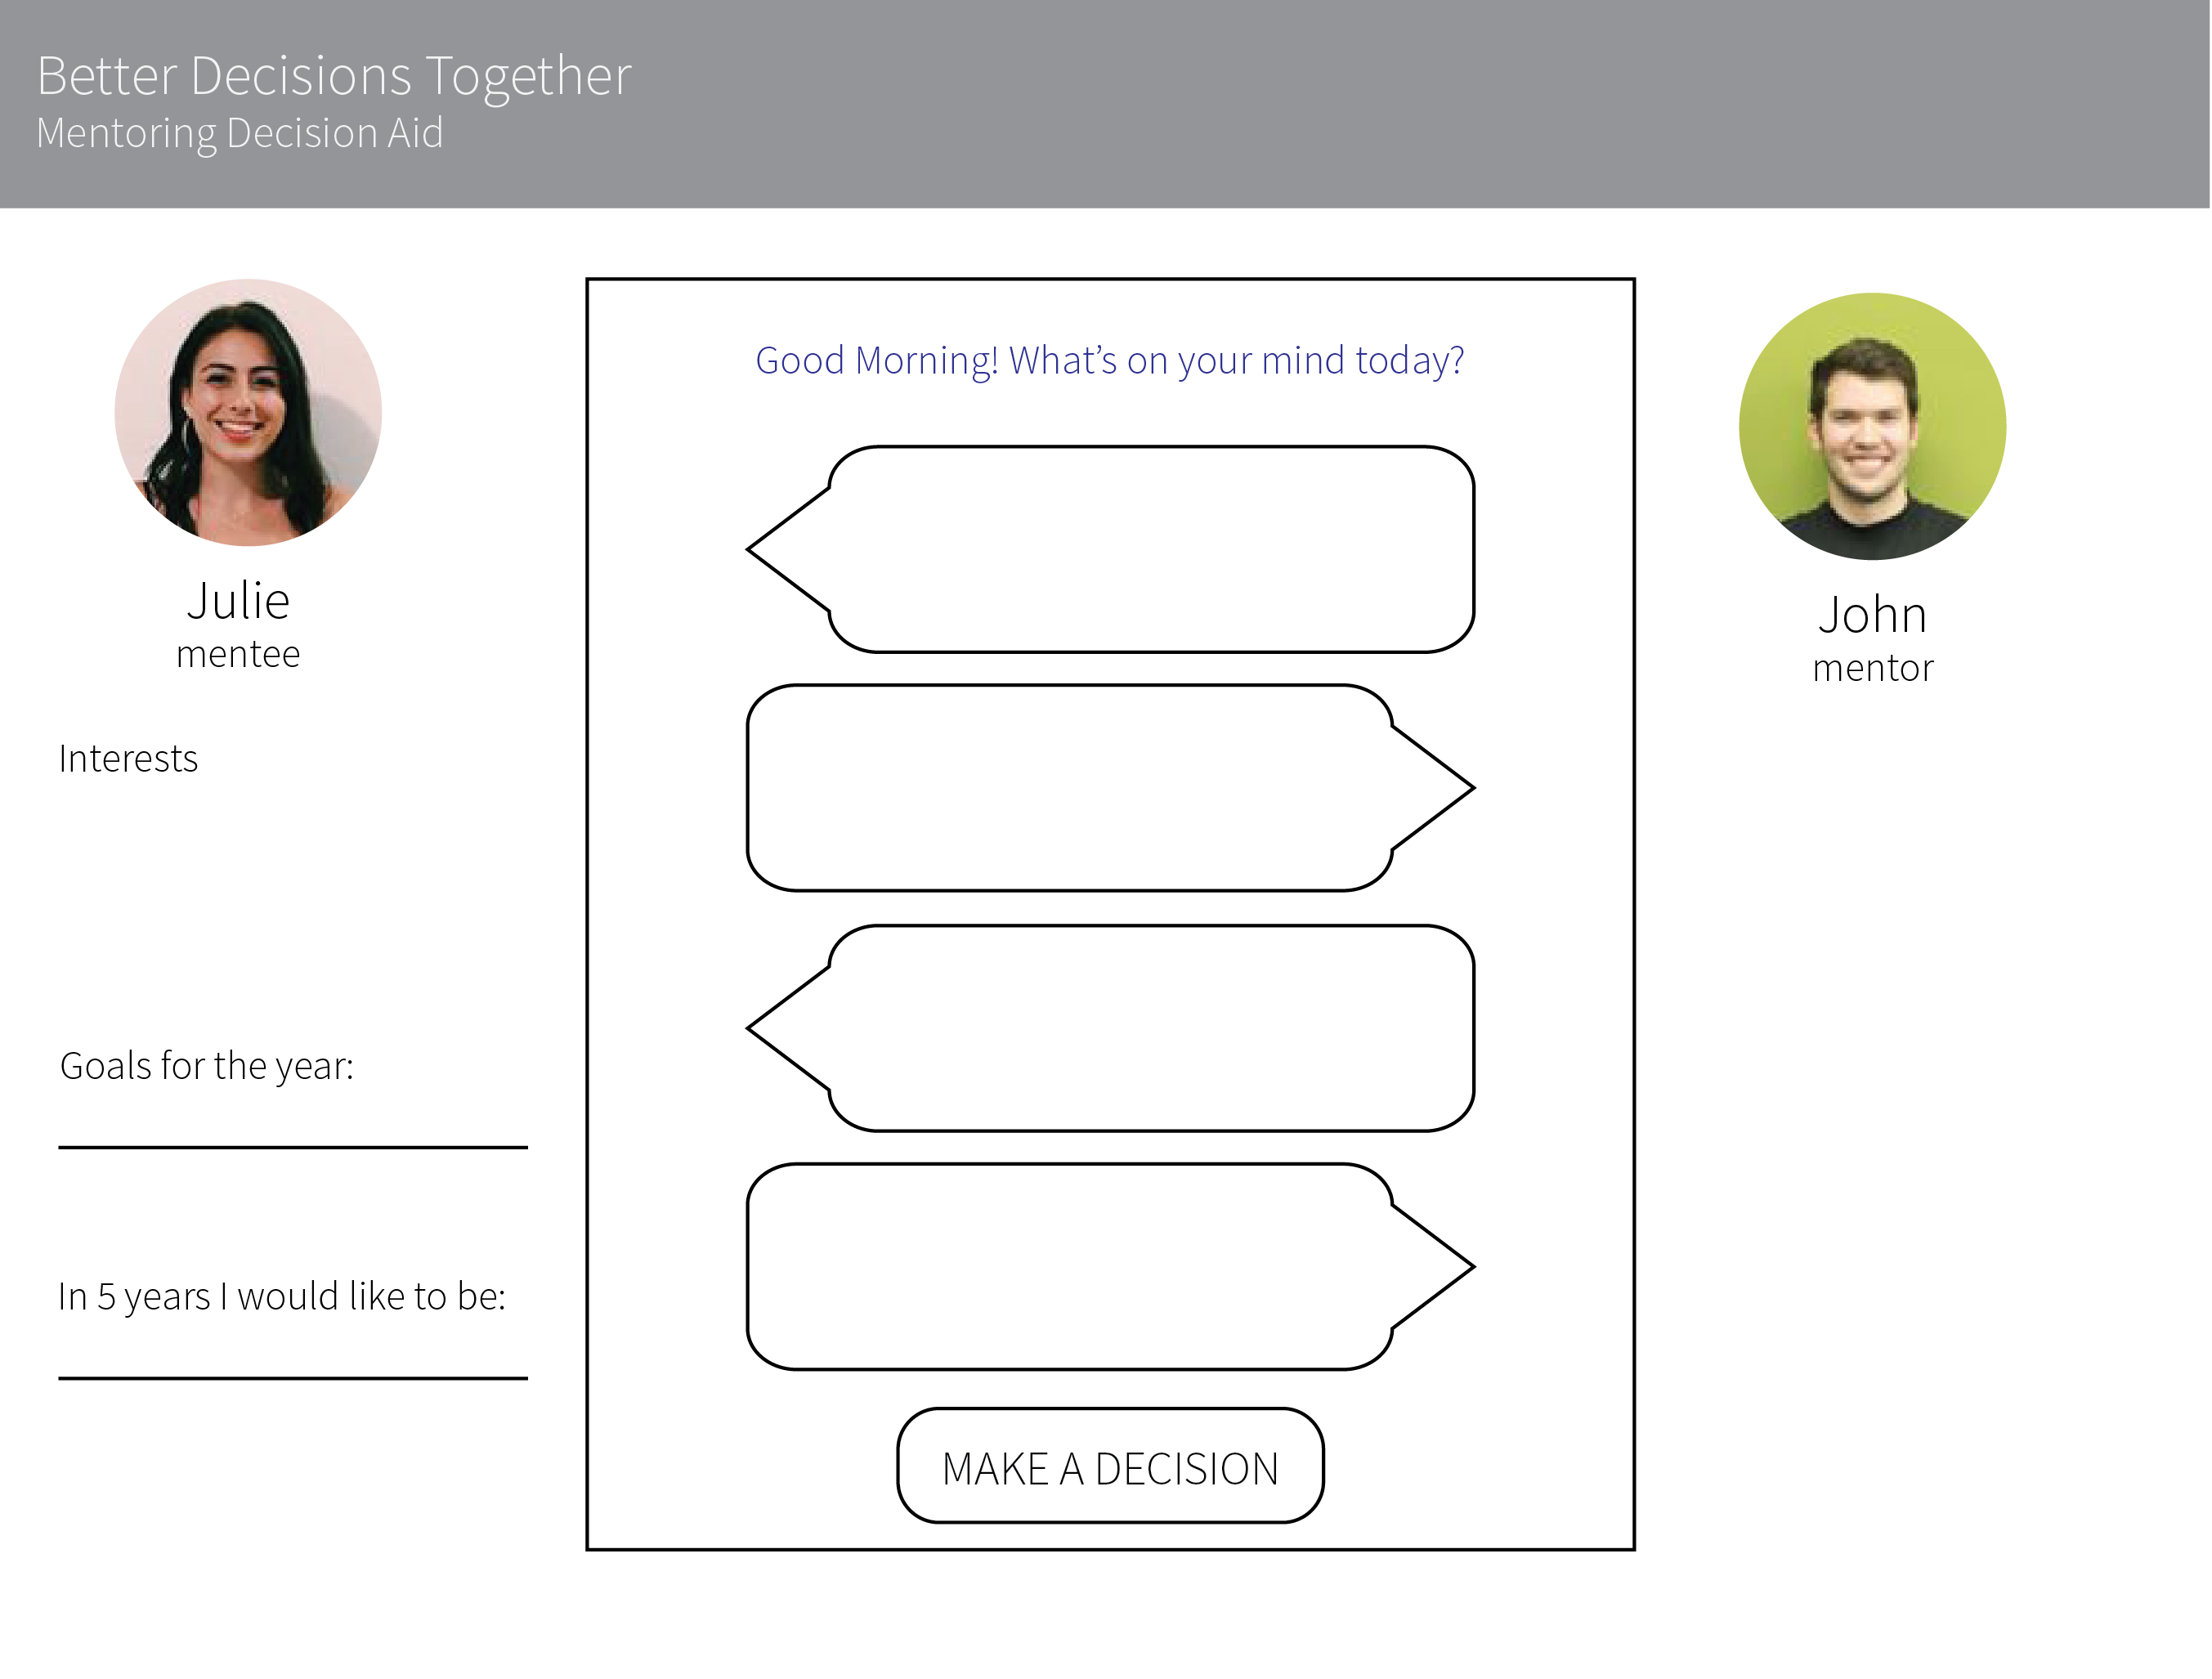 Better Decisions Together
Mentoring Decision Aid
Good Morning! What’s on your mind today?
Julie
mentee
John
mentor
Interests
Goals for the year:
In 5 years I would like to be:
MAKE A DECISION